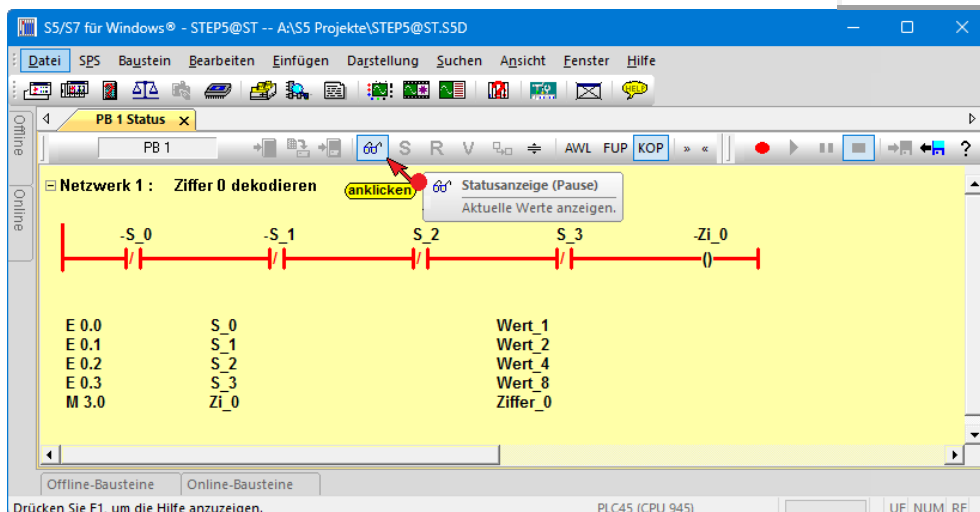 S5/S7 für Windows® - STEP5@ST -- A:\S5 Projekte\STEP5@ST.S5D
Datei SPS Baustein Bearbeiten Einfügen Darstellung Suchen Ansicht Fenster Hilfe
HELP
PB 1 Status x
PB 1 S R V AWL FUP KOP » « ?
Offline
Online
Netzwerk 1 : Ziffer 0 dekodieren
anklicken
Statusanzeige (Pause)
Aktuelle Werte anzeigen.
-S_0 -S_1 S_2 S_3 -Zi_0
E 0.0 S_0 Wert_1
E 0.1 S_1 Wert_2
E 0.2 S_2 Wert_4
E 0.3 S_3 Wert_8
M 3.0 Zi_0 Ziffer_0
Offline-Bausteine Online-Bausteine
Drücken Sie F1, um die Hilfe anzuzeigen. PLC45 (CPU 945) UF NUM RF